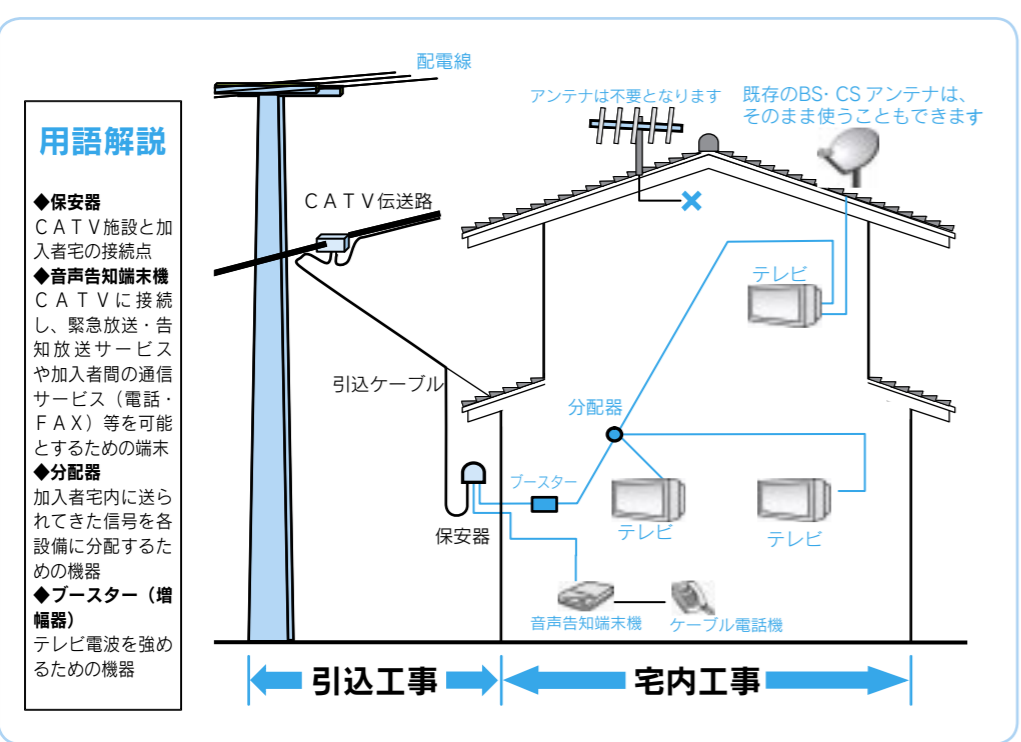 用語解説
◆保安器
ＣＡＴＶ施設と加
入者宅の接続点
◆音声告知端末機
ＣＡＴＶに接続
し、緊急放送・告
知放送サービス
や加入者間の通信
サービス（電話・
ＦＡＸ）等を可能
とするための端末
◆分配器
加入者宅内に送ら
れてきた信号を各
設備に分配するた
めの機器
◆ブースター（増
幅器）
テレビ電波を強め
るための機器
配電線
アンテナは不要となります
既存のBS・CS アンテナは、
そのまま使うこともできます
ＣＡＴＶ伝送路
テレビ
引込ケーブル
分配器
ブースター
保安器
テレビ
テレビ
音声告知端末機
ケーブル電話機
引込工事
宅内工事